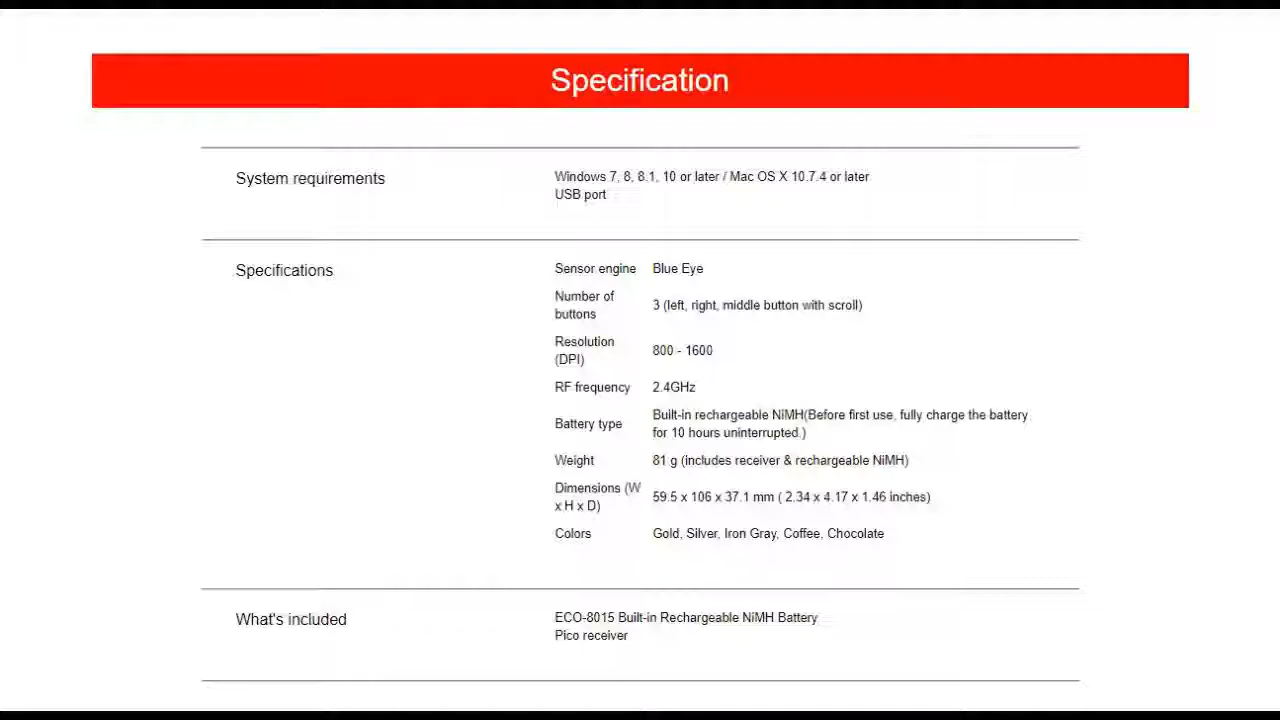 Specification
System requirements
Windows 7, 8, 8.1, 10 or later / Mac OS X 10.7.4 or later
USB port
Specifications
Sensor engine Blue Eye
Number of
buttons
3 (left, right, middle button with scroll)
Resolution
(DPI)
800 - 1600
RF frequency 2.4GHz
Battery type
Built-in rechargeable NiMH(Before first use, fully charge the battery
for 10 hours uninterrupted.)
Weight 81 g (includes receiver & rechargeable NiMH)
Dimensions (W
x H x D)
59.5 x 106 x 37.1 mm ( 2.34 x 4.17 x 1.46 inches)
Colors Gold, Silver, Iron Gray, Coffee, Chocolate
What's included
ECO-8015 Built-in Rechargeable NiMH Battery
Pico receiver